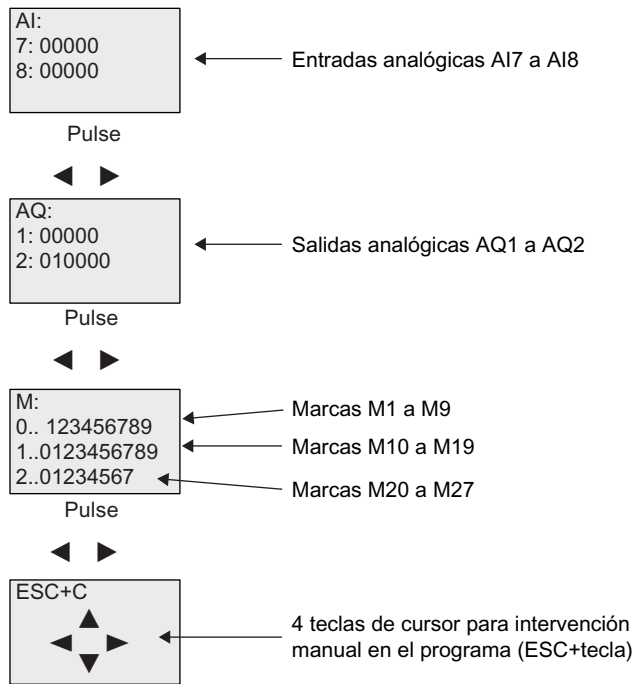 AI:
7: 00000
8: 00000
Entradas analógicas AI7 a AI8
Pulse
AQ:
1: 00000
2: 010000
Salidas analógicas AQ1 a AQ2
Pulse
M:
0.. 123456789
1..0123456789
2..01234567
Marcas M1 a M9
Marcas M10 a M19
Marcas M20 a M27
Pulse
ESC+C
4 teclas de cursor para intervención
manual en el programa (ESC+tecla)